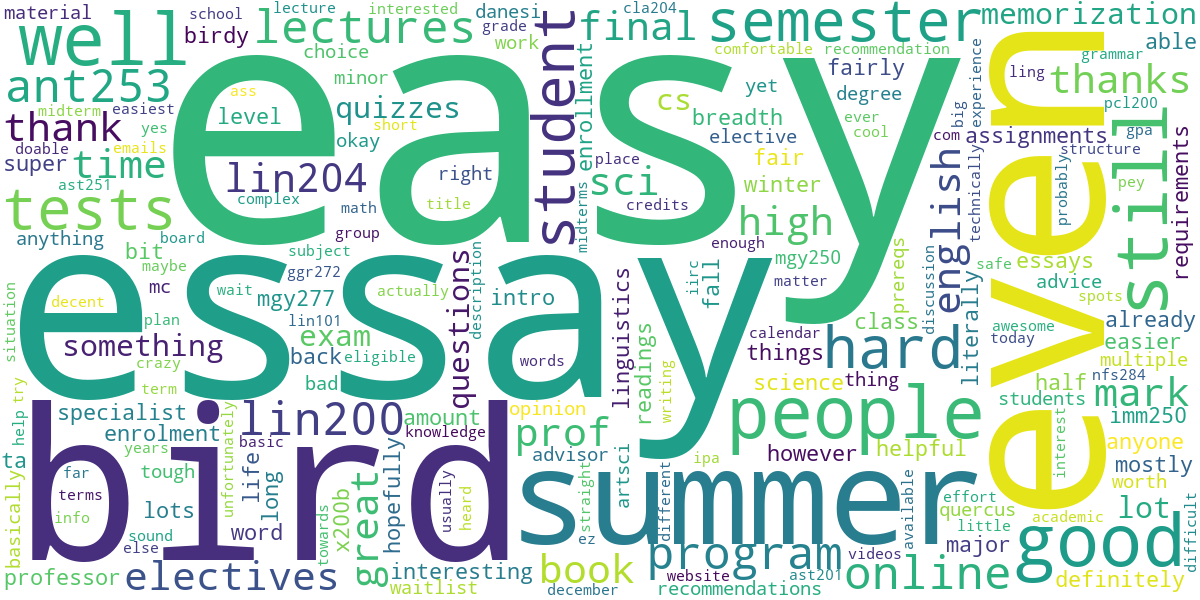 material
school
lecture
interested
danesi
cla204
semester
memorization
well
birdy
lectures
grade
work
final
able
easy
choice
student
comfortable
recommendation
ant253
minor
enrollment
fairly
experience
even
grammar
ling
thanks
midterm
easiest
ass
level
quizzes
cs
yet
degree
ever
cool
big
pcl200
thank
yes
emails
short
breadth
elective
com
assignments
gpa
doable
okay
fair
structure
super
time
lin204
right
place
sci
winter
english
technically
probably
pey
still
requirements
ast251
complex
math
title
midterms
credits
high
tests
group
enough
prereqs
anything
board
bit
maybe
subject
questions
description
iirc
fall
mgy250
discussion
safe
essays
mc
ggr272
wait
mgy277
actually
intro
matter
literally
advice
spots
situation
decent
essay
plan
lin101
linguistics
calendar
class
hard
awesome
today
already
something
back
exam
eligible
words
things
easier
crazy
readings
multiple
try
term
bad
writing
science
thing
half
students
nfs284
mark
help
specialist
lin200
amount
opinion
people
imm250
enrolment
basic
knowledge
prof
ta
years
unfortunately
life
hopefully
advisor
ipa
however
helpful
interest
anyone
mostly
far
bird
tough
long
usually
heard
artsci
summer
worth
basically
terms
x200b
great
straight
different
available
effort
quercus
lot
info
lots
word
little
academic
difficult
sound
else
towards
ez
program
videos
major
good
professor
electives
interesting
waitlist
book
december
website
recommendations
ast201
online
definitely